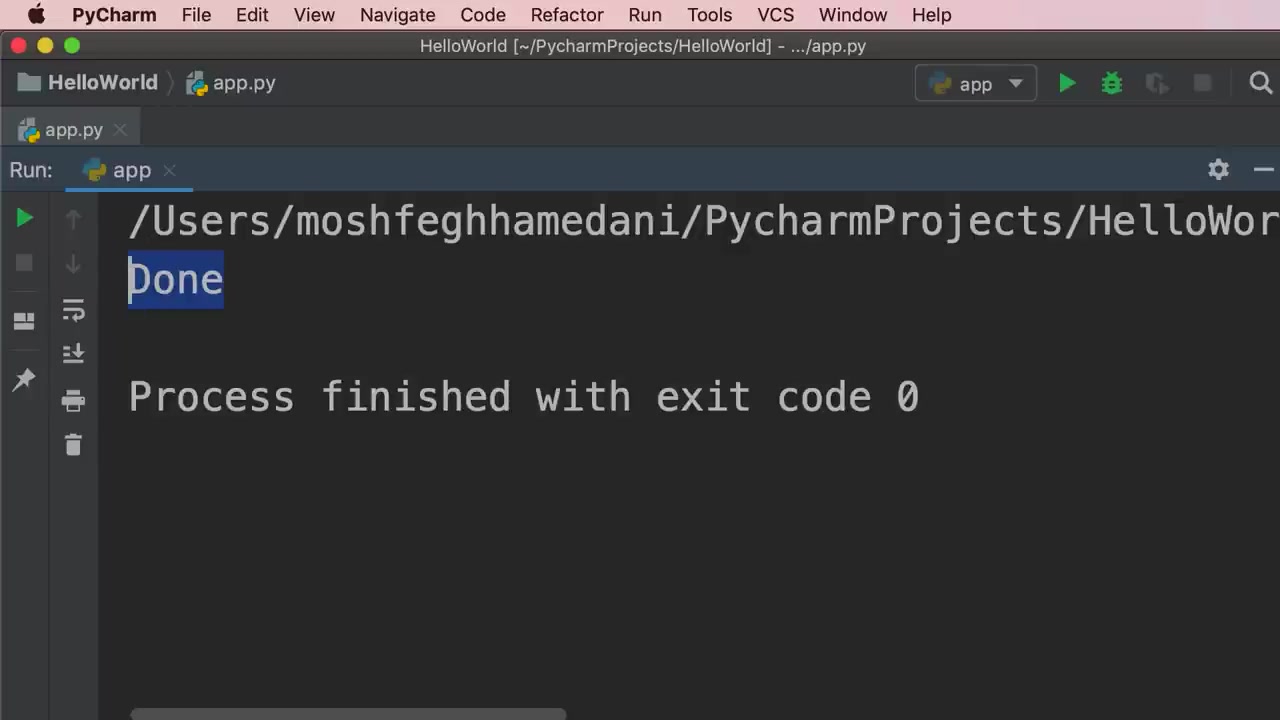 PyCharm File Edit View Navigate Code Refactor Run Tools VCS Window Help
HelloWorld [~/PycharmProjects/HelloWorld] - .../app.py
HelloWorld app.py app
app.py
Run: app
/Users/moshfeghhamedani/PycharmProjects/HelloWor
Done
Process finished with exit code 0